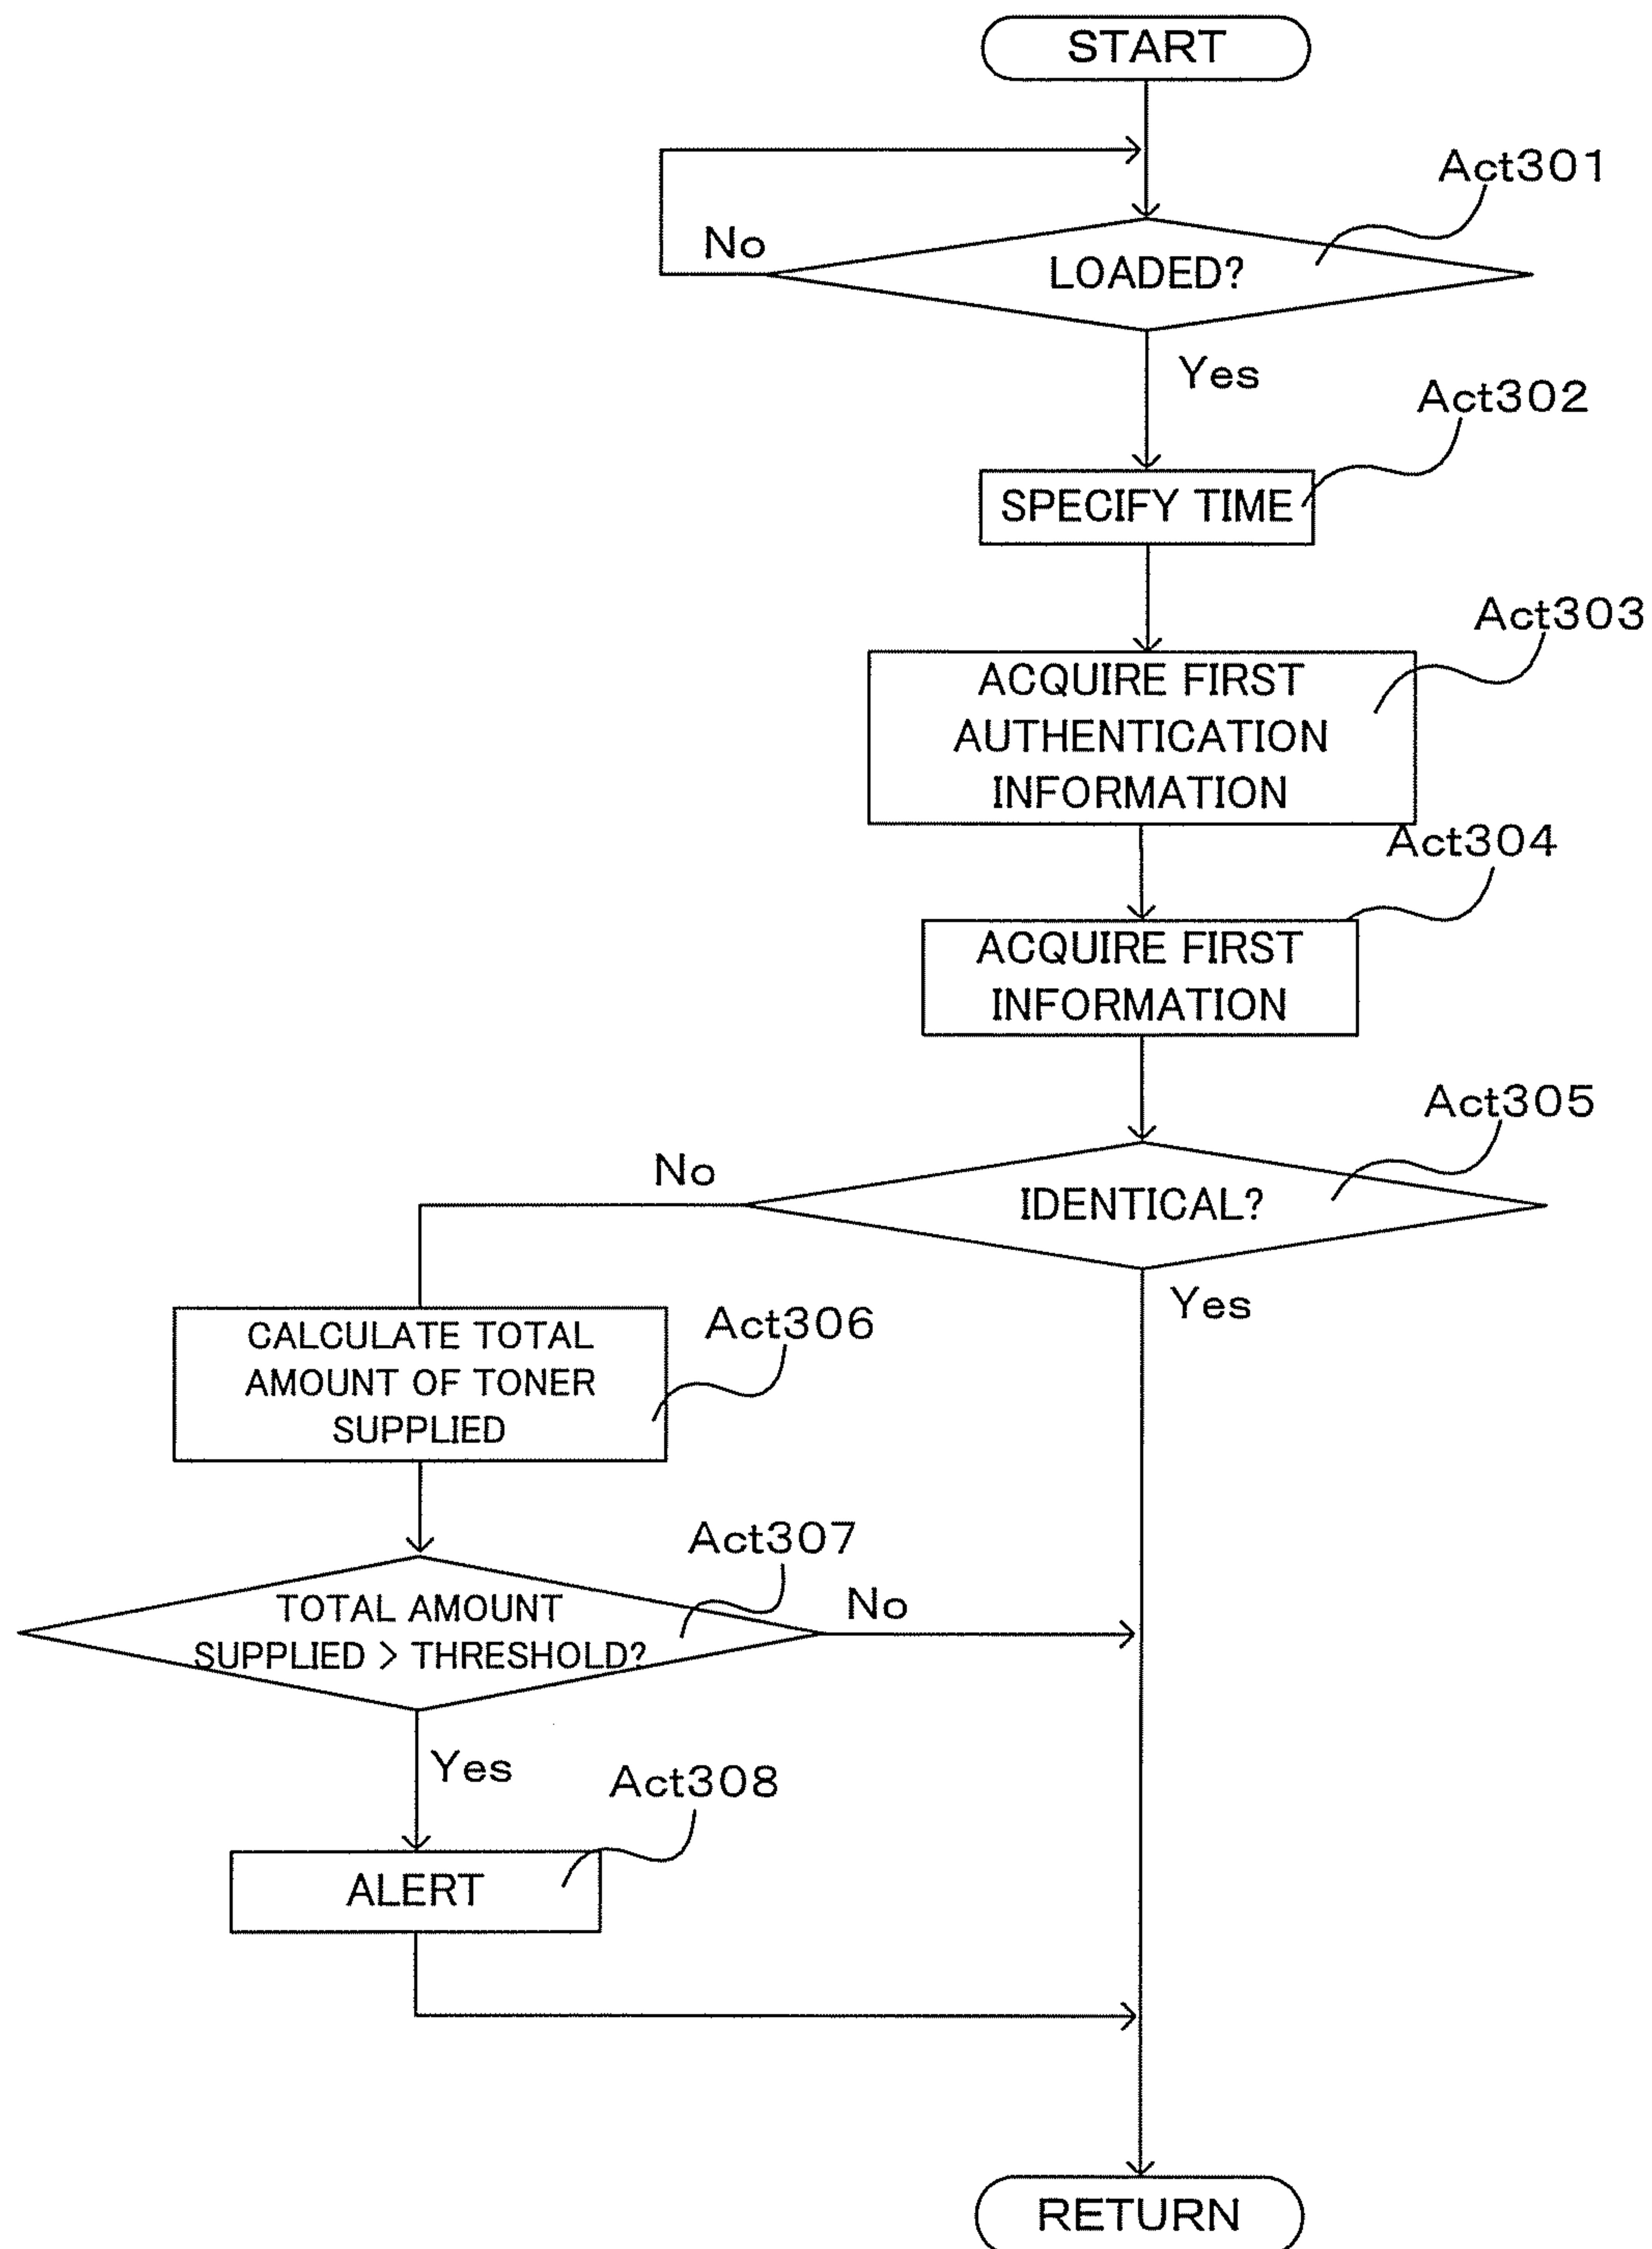 START
Act301
No
LOADED?
Yes
Act302
SPECIFY TIME
Act303
ACQUIRE FIRST
AUTHENTICATION
INFORMATION
Act304
ACQUIRE FIRST
INFORMATION
Act305
No
IDENTICAL?
Yes
Act306
CALCULATE TOTAL
AMOUNT OF TONER
SUPPLIED
Act307
No
TOTAL AMOUNT
SUPPLIED > THRESHOLD?
Yes
Act308
ALERT
RETURN